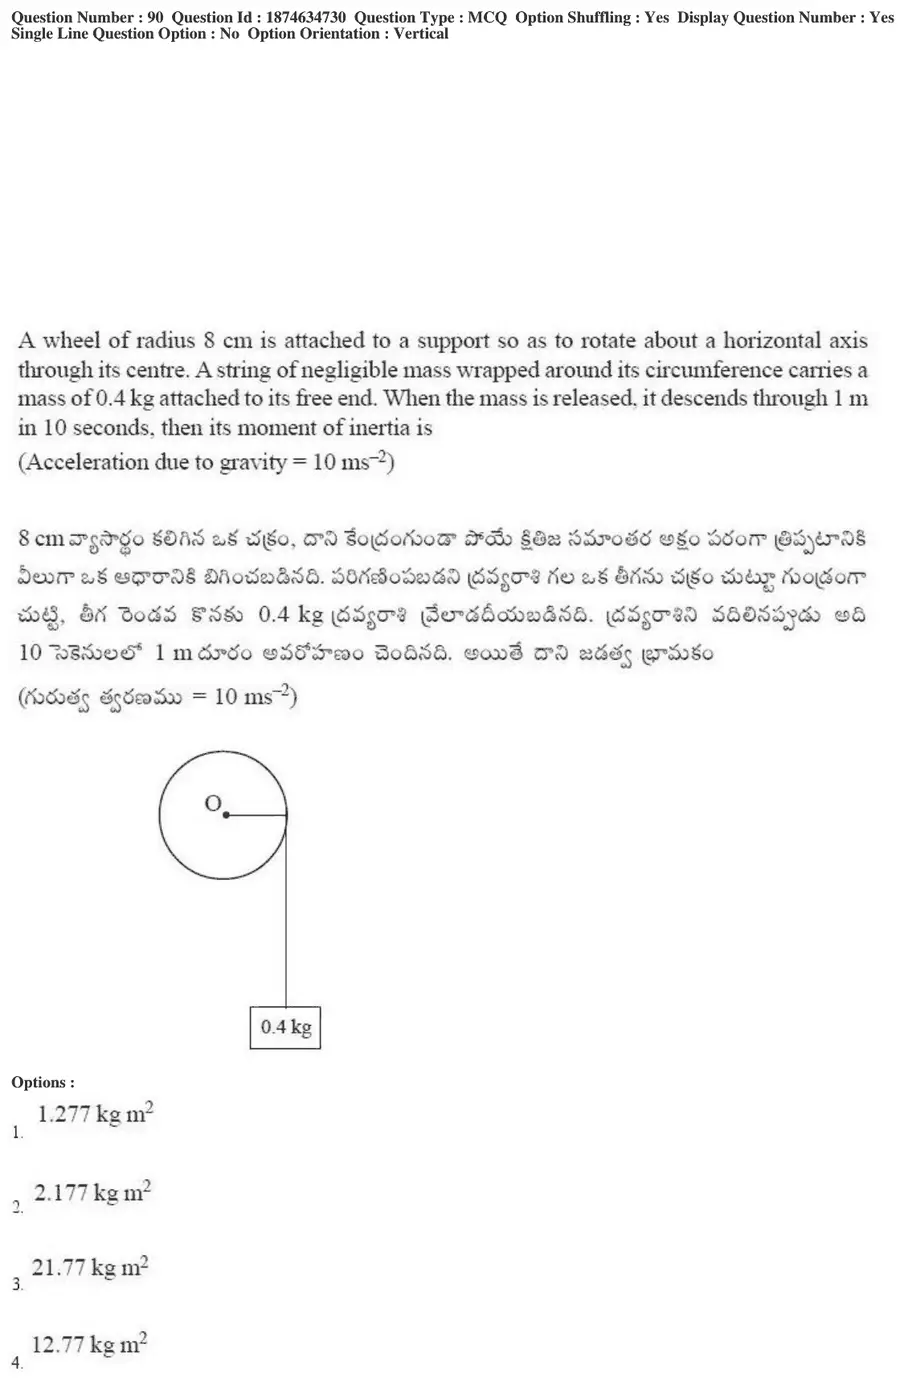 Question Number : 90 Question Id : 1874634730 Question Type : MCQ Option Shuffling : Yes Display Question Number : Yes
Single Line Question Option : No Option Orientation : Vertical
A wheel of radius 8 cm is attached to a support so as to rotate about a horizontal axis
through its centre. A string of negligible mass wrapped around its circumference carries a
mass of 0.4 kg attached to its free end. When the mass is released, it descends through 1 m
in 10 seconds, then its moment of inertia is
(Acceleration due to gravity = 10 ms⁻²)
8 cm వ్యాసార్థం కలిగిన ఒక చక్రం, దాని కేంద్రంగుండా పోయే క్షితిజ సమాంతర అక్షం పరంగా త్రిప్పటానికి
వీలుగా ఒక ఆధారానికి బిగించబడినది. పరిగణింపబడని ద్రవ్యరాశి గల ఒక తీగను చక్రం చుట్టూ గుండ్రంగా
చుట్టి, తీగ రెండవ కొనకు 0.4 kg ద్రవ్యరాశి వ్రేలాడదీయబడినది. ద్రవ్యరాశిని వదిలినప్పుడు అది
10 సెకెనులలో 1 m దూరం అవరోహణం చెందినది. అయితే దాని జడత్వ భ్రామకం
(గురుత్వ త్వరణము = 10 ms⁻²)
O
0.4 kg
Options :
1. 1.277 kg m²
2. 2.177 kg m²
3. 21.77 kg m²
4. 12.77 kg m²